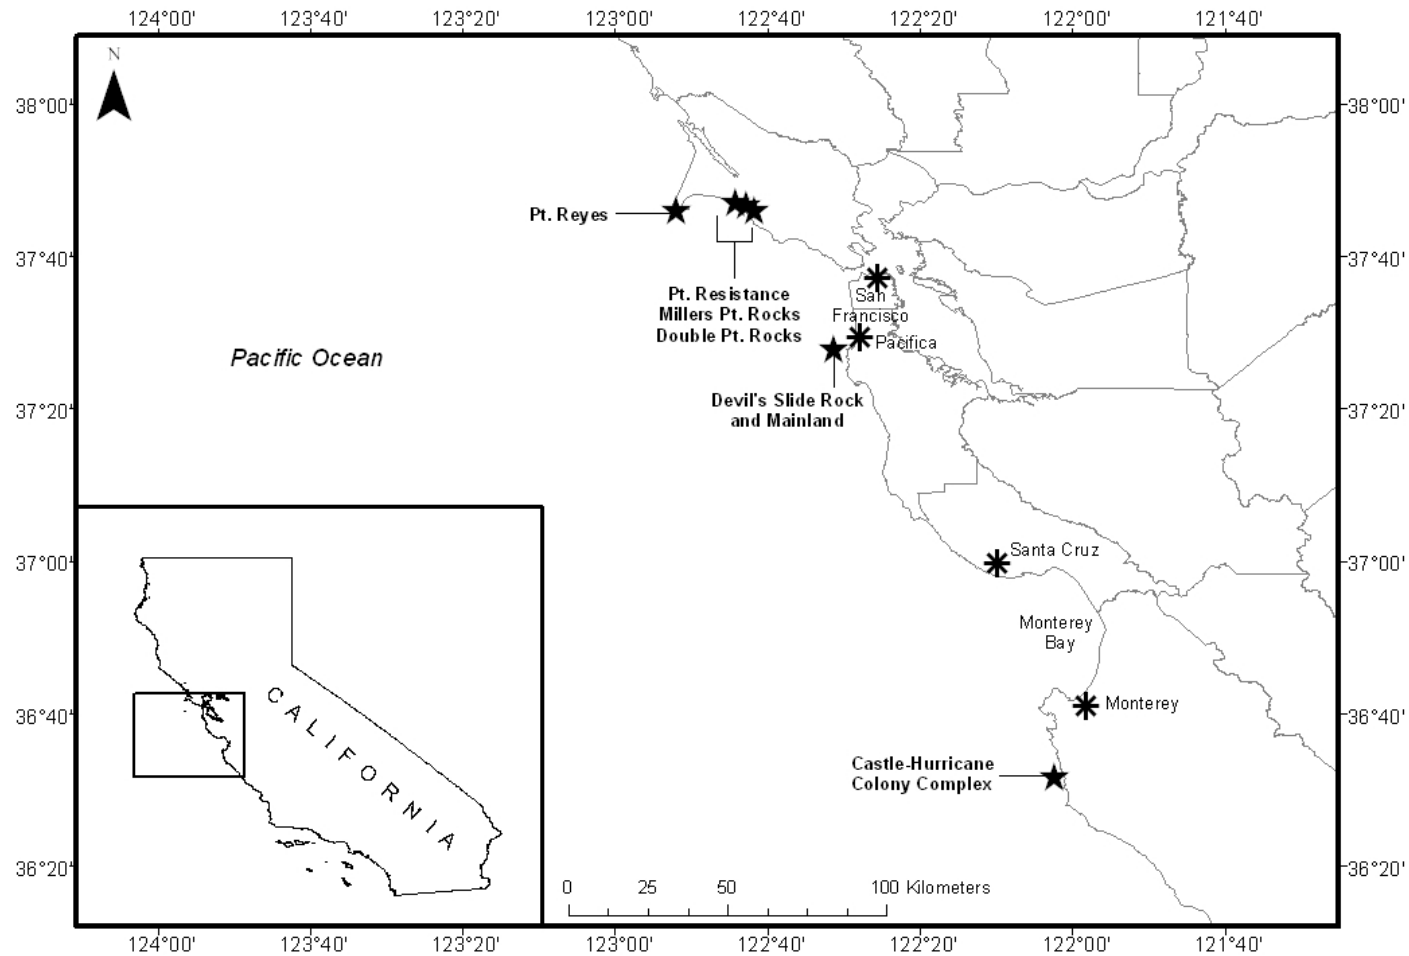 124°00' 123°40' 123°20' 123°00' 122°40' 122°20' 122°00' 121°40'
N
38°00' 38°00'
Pt. Reyes
37°40' 37°40'
Pt. Resistance
Millers Pt. Rocks
Double Pt. Rocks
San
Francisco
Pacifica
Pacific Ocean
Devil's Slide Rock
and Mainland
37°20' 37°20'
Santa Cruz
37°00' 37°00'
Monterey
Bay
CALIFORNIA
36°40' 36°40'
Monterey
Castle-Hurricane
Colony Complex
36°20' 36°20'
0 25 50 100 Kilometers
124°00' 123°40' 123°20' 123°00' 122°40' 122°20' 122°00' 121°40'